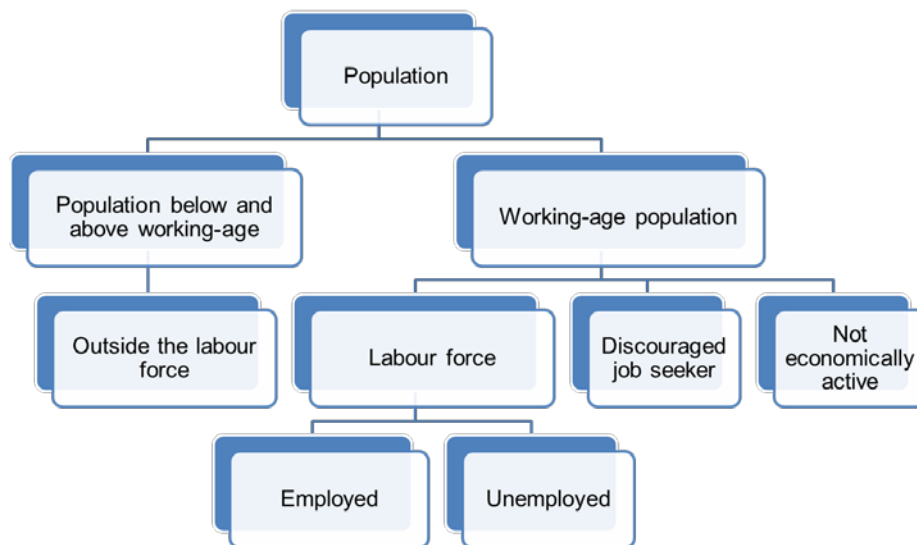 Population
Population below and
above working-age
Working-age population
Outside the labour
force
Labour force
Discouraged
job seeker
Not
economically
active
Employed
Unemployed